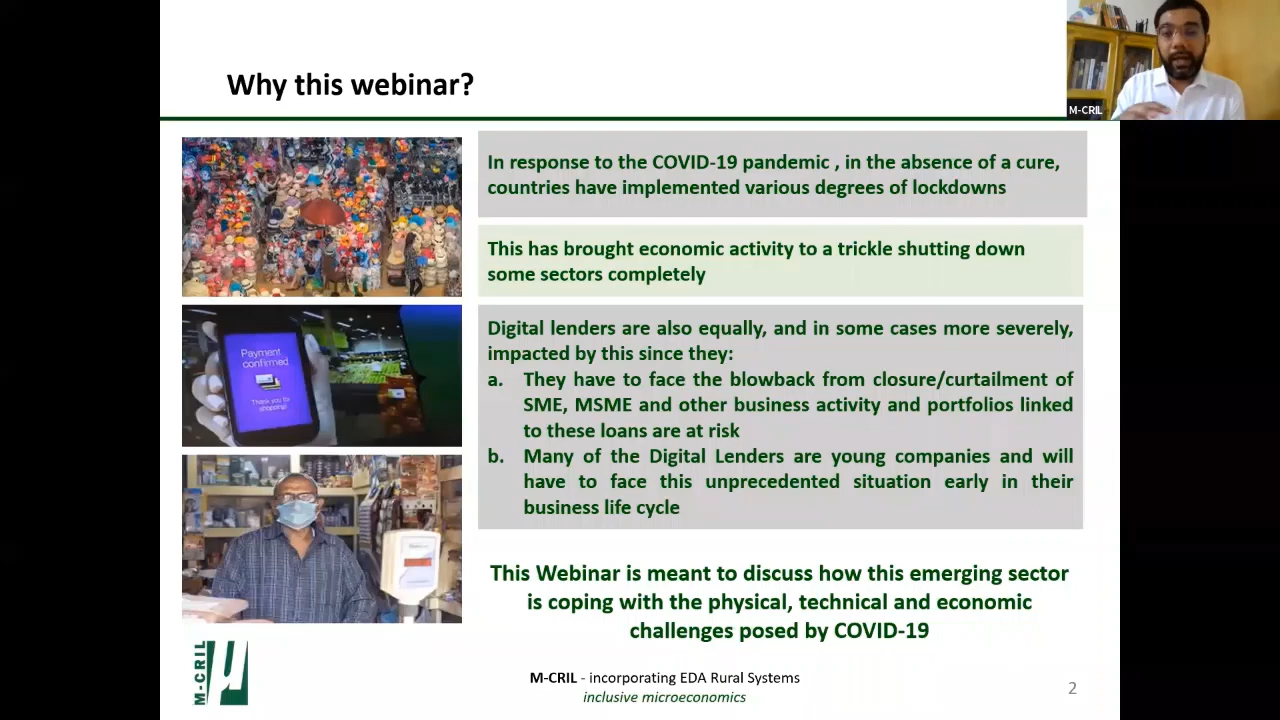 Why this webinar?
M-CRIL
In response to the COVID-19 pandemic , in the absence of a cure,
countries have implemented various degrees of lockdowns
This has brought economic activity to a trickle shutting down
some sectors completely
Payment
confirmed
Thank you for
shopping!
Digital lenders are also equally, and in some cases more severely,
impacted by this since they:
a. They have to face the blowback from closure/curtailment of
SME, MSME and other business activity and portfolios linked
to these loans are at risk
b. Many of the Digital Lenders are young companies and will
have to face this unprecedented situation early in their
business life cycle
This Webinar is meant to discuss how this emerging sector
is coping with the physical, technical and economic
challenges posed by COVID-19
M-CRIL
µ
M-CRIL - incorporating EDA Rural Systems
inclusive microeconomics
2